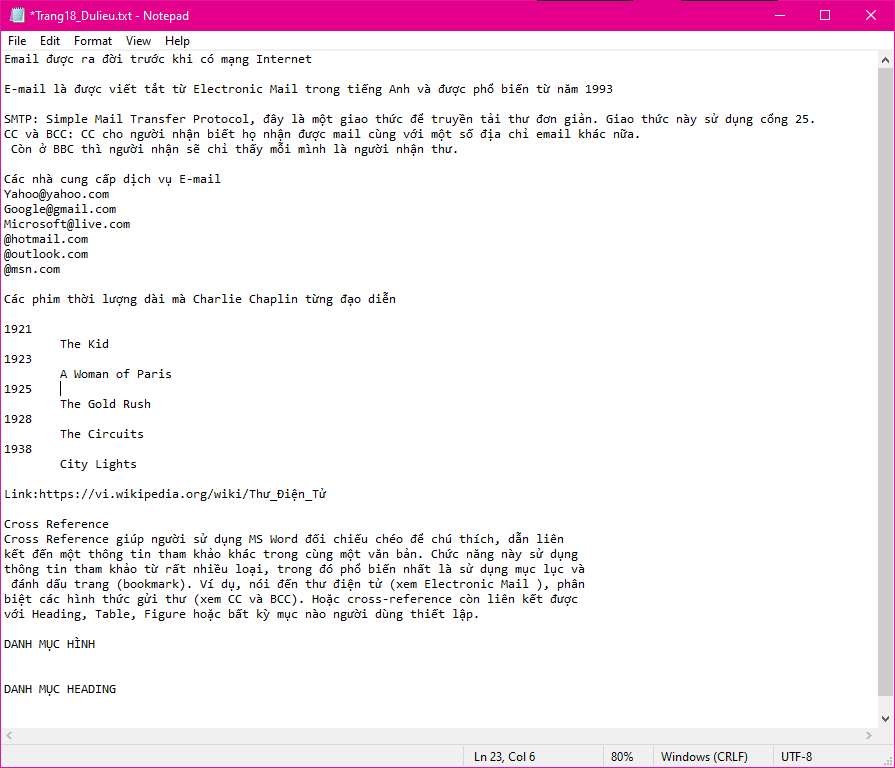 *Trang18_Dulieu.txt - Notepad
File Edit Format View Help
Email được ra đời trước khi có mạng Internet
E-mail là được viết tắt từ Electronic Mail trong tiếng Anh và được phổ biến từ năm 1993
SMTP: Simple Mail Transfer Protocol, đây là một giao thức để truyền tải thư đơn giản. Giao thức này sử dụng cổng 25.
CC và BCC: CC cho người nhận biết họ nhận được mail cùng với một số địa chỉ email khác nữa.
Còn ở BBC thì người nhận sẽ chỉ thấy mỗi mình là người nhận thư.
Các nhà cung cấp dịch vụ E-mail
Yahoo@yahoo.com
Google@gmail.com
Microsoft@live.com
@hotmail.com
@outlook.com
@msn.com
Các phim thời lượng dài mà Charlie Chaplin từng đạo diễn
1921
The Kid
1923
A Woman of Paris
1925
The Gold Rush
1928
The Circuits
1938
City Lights
Link:https://vi.wikipedia.org/wiki/Thư_Điện_Tử
Cross Reference
Cross Reference giúp người sử dụng MS Word đối chiếu chéo để chú thích, dẫn liên
kết đến một thông tin tham khảo khác trong cùng một văn bản. Chức năng này sử dụng
thông tin tham khảo từ rất nhiều loại, trong đó phổ biến nhất là sử dụng mục lục và
đánh dấu trang (bookmark). Ví dụ, nói đến thư điện tử (xem Electronic Mail ), phân
biệt các hình thức gửi thư (xem CC và BCC). Hoặc cross-reference còn liên kết được
với Heading, Table, Figure hoặc bất kỳ mục nào người dùng thiết lập.
DANH MỤC HÌNH
DANH MỤC HEADING
Ln 23, Col 6 80% Windows (CRLF) UTF-8